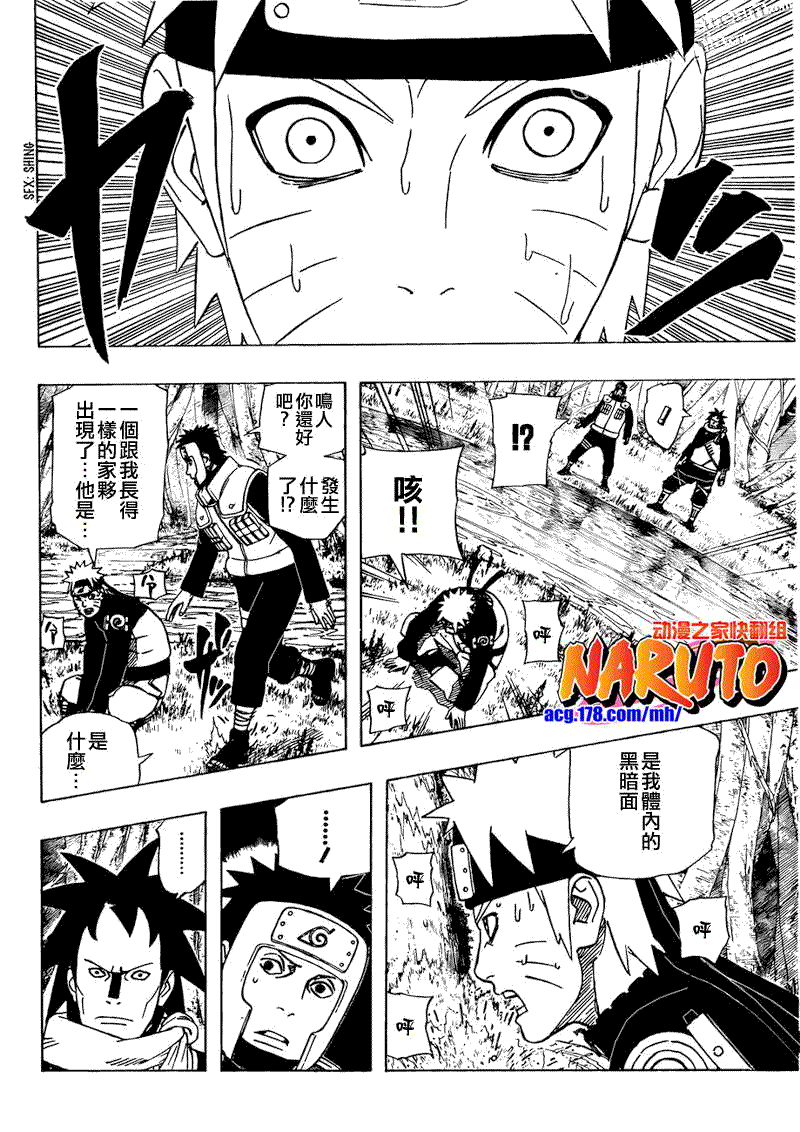 SFX: SHING
!
!?
咳!!
呼
呼
動漫之家快翻組
NARUTO
acg.178.com/mh/
鳴人
你還好
吧?
發生
什麼
了!?
一個跟我長得
一樣的家夥
出現了…他是…
是
什麼…
是我體內的
黑暗面
呼
呼
呼
……!
……